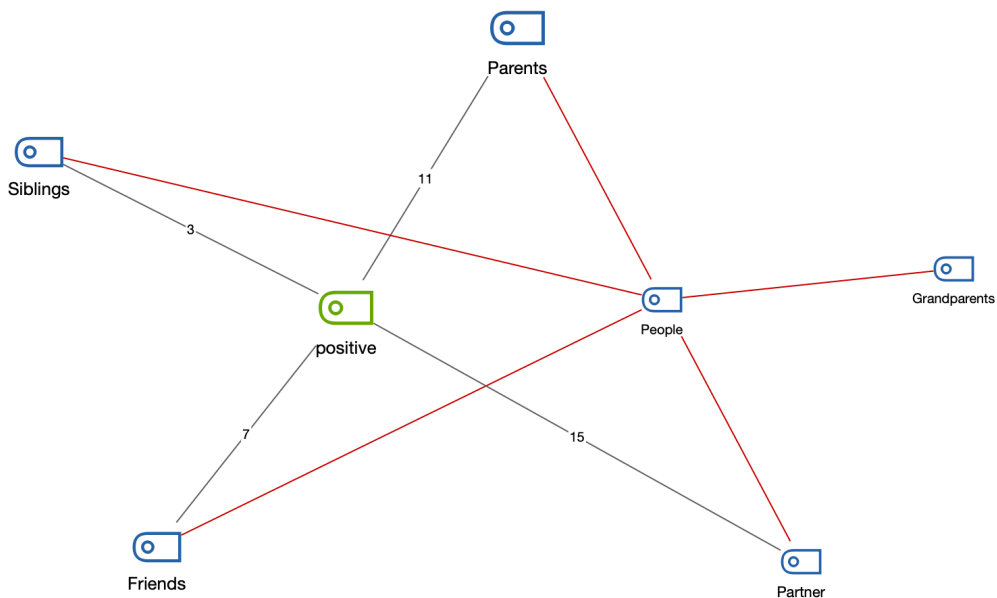 Parents
Siblings
11
3
Grandparents
People
positive
7
15
Friends
Partner